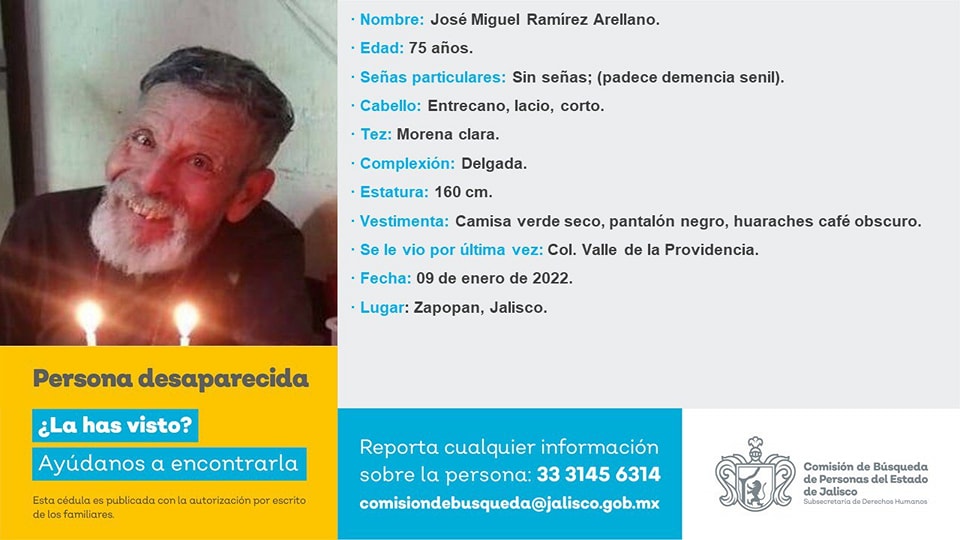 · Nombre: José Miguel Ramírez Arellano.
· Edad: 75 años.
· Señas particulares: Sin señas; (padece demencia senil).
· Cabello: Entrecano, lacio, corto.
· Tez: Morena clara.
· Complexión: Delgada.
· Estatura: 160 cm.
· Vestimenta: Camisa verde seco, pantalón negro, huaraches café obscuro.
· Se le vio por última vez: Col. Valle de la Providencia.
· Fecha: 09 de enero de 2022.
· Lugar: Zapopan, Jalisco.
Persona desaparecida
¿La has visto?
Ayúdanos a encontrarla
Esta cédula es publicada con la autorización por escrito
de los familiares.
Reporta cualquier información
sobre la persona: 33 3145 6314
comisiondebusqueda@jalisco.gob.mx
Comisión de Búsqueda
de Personas del Estado
de Jalisco
Subsecretaría de Derechos Humanos